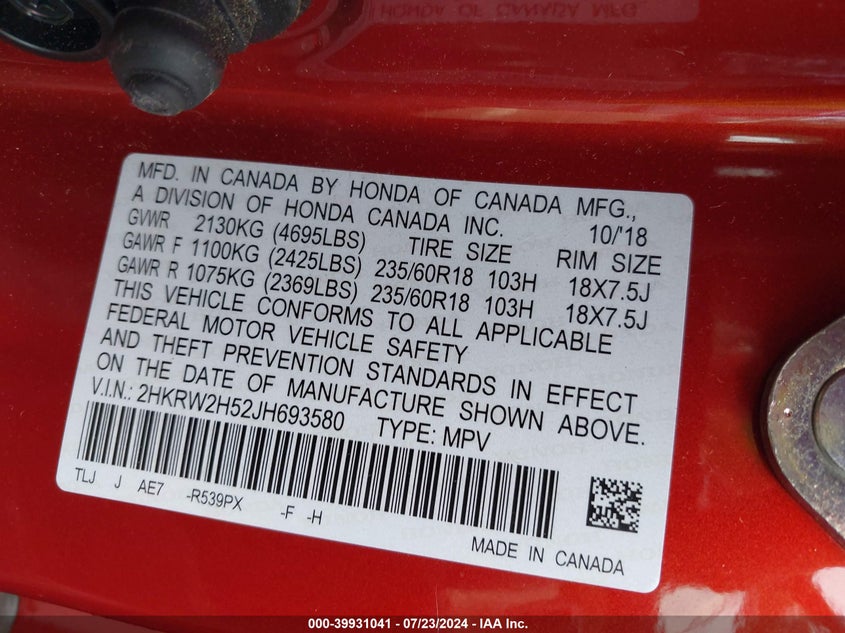 HONDA OF CANADA MFG.
MFD. IN CANADA BY HONDA OF CANADA MFG.,
A DIVISION OF HONDA CANADA INC. 10/'18
GVWR 2130KG (4695LBS) TIRE SIZE RIM SIZE
GAWR F 1100KG (2425LBS) 235/60R18 103H 18X7.5J
GAWR R 1075KG (2369LBS) 235/60R18 103H 18X7.5J
THIS VEHICLE CONFORMS TO ALL APPLICABLE
FEDERAL MOTOR VEHICLE SAFETY
AND THEFT PREVENTION STANDARDS IN EFFECT
ON THE DATE OF MANUFACTURE SHOWN ABOVE.
V.I.N.: 2HKRW2H52JH693580 TYPE: MPV
TLJ J AE7 -R539PX -F -H
MADE IN CANADA
000-39931041 / 07/23/2024 - IAA Inc.